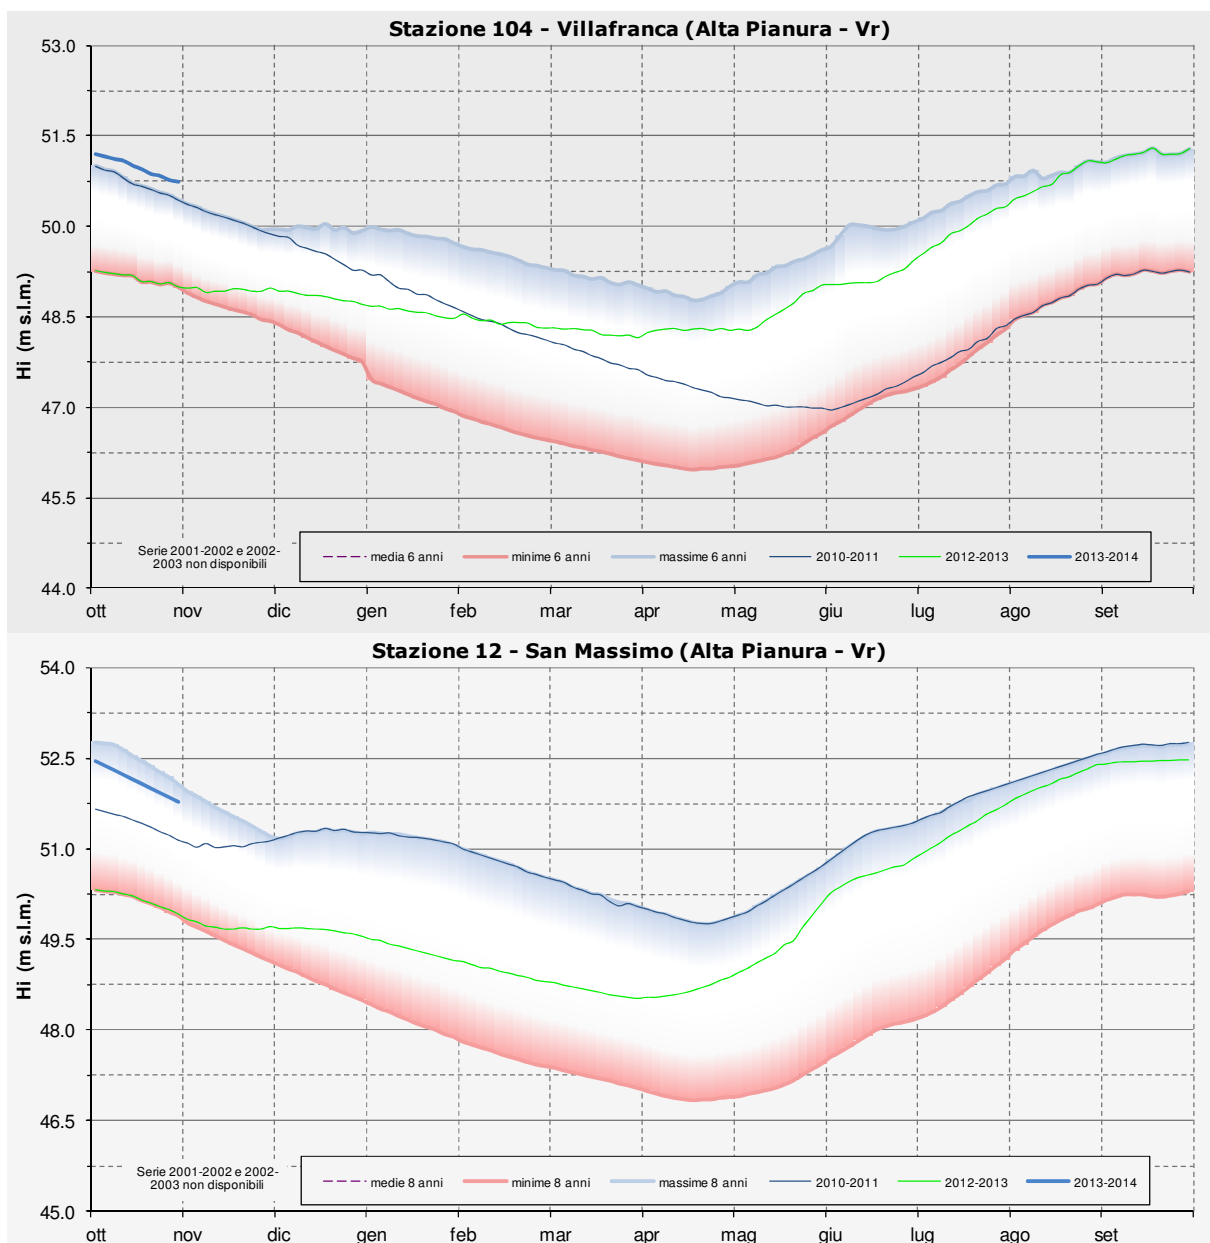 Stazione 104 - Villafranca (Alta Pianura - Vr)
53.0
51.5
50.0
48.5
47.0
45.5
44.0
Hi (m s.l.m.)
Serie 2001-2002 e 2002-
2003 non disponibili
media 6 anni minime 6 anni massime 6 anni 2010-2011 2012-2013 2013-2014
ott nov dic gen feb mar apr mag giu lug ago set
Stazione 12 - San Massimo (Alta Pianura - Vr)
54.0
52.5
51.0
49.5
48.0
46.5
45.0
Hi (m s.l.m.)
Serie 2001-2002 e 2002-
2003 non disponibili
medie 8 anni minime 8 anni massime 8 anni 2010-2011 2012-2013 2013-2014
ott nov dic gen feb mar apr mag giu lug ago set